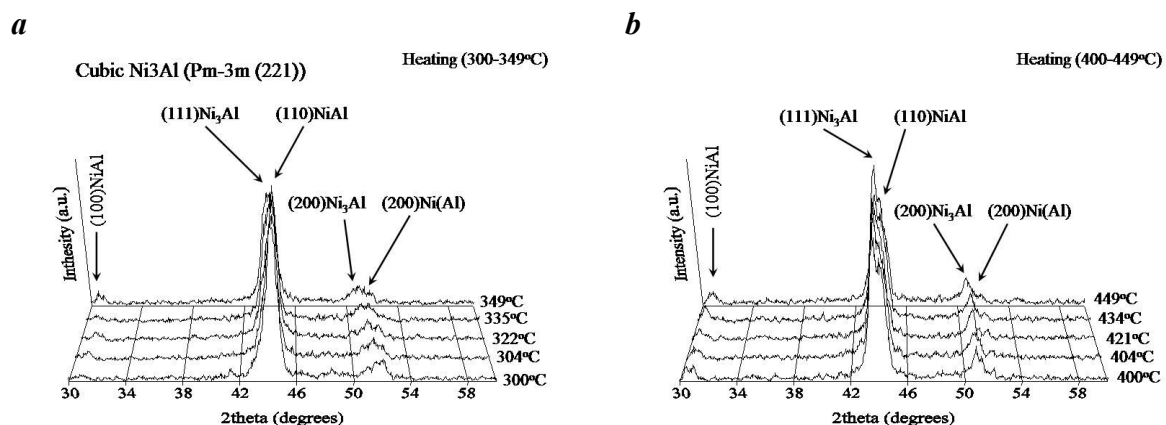 a
Heating (300-349ºC)
Cubic Ni3Al (Pm-3m (221))
(111)Ni₃Al
(110)NiAl
(100)NiAl
(200)Ni₃Al
(200)Ni(Al)
Inthesity (a.u.)
349ºC
335ºC
322ºC
304ºC
300ºC
30 34 38 42 46 50 54 58
2theta (degrees)
b
Heating (400-449ºC)
(111)Ni₃Al
(110)NiAl
(100)NiAl
(200)Ni₃Al
(200)Ni(Al)
Intensity (a.u.)
449ºC
434ºC
421ºC
404ºC
400ºC
30 34 38 42 46 50 54 58
2theta (degrees)